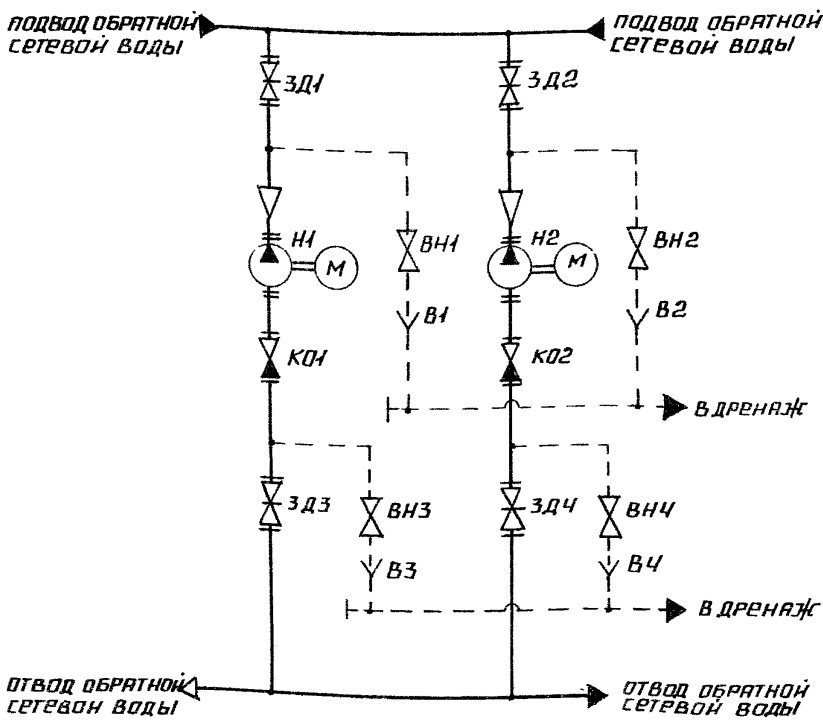 ПОДВОД ОБРАТНОЙ
СЕТЕВОЙ ВОДЫ
ПОДВОД ОБРАТНОЙ
СЕТЕВОЙ ВОДЫ
ЗД1
ЗД2
Н1
М
ВН1
Н2
М
ВН2
В1
В2
КО1
КО2
В ДРЕНАЖ
ЗД3
ВН3
ЗД4
ВН4
В3
В4
В ДРЕНАЖ
ОТВОД ОБРАТНОЙ
СЕТЕВОЙ ВОДЫ
ОТВОД ОБРАТНОЙ
СЕТЕВОЙ ВОДЫ